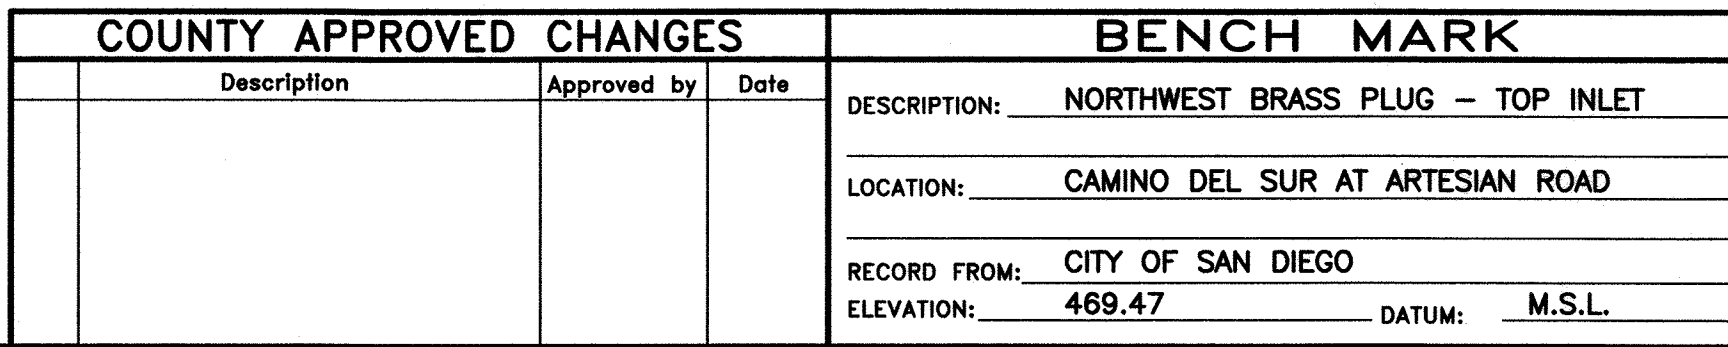 COUNTY APPROVED CHANGES
Description Approved by Date
BENCH MARK
DESCRIPTION: NORTHWEST BRASS PLUG – TOP INLET
LOCATION: CAMINO DEL SUR AT ARTESIAN ROAD
RECORD FROM: CITY OF SAN DIEGO
ELEVATION: 469.47 DATUM: M.S.L.